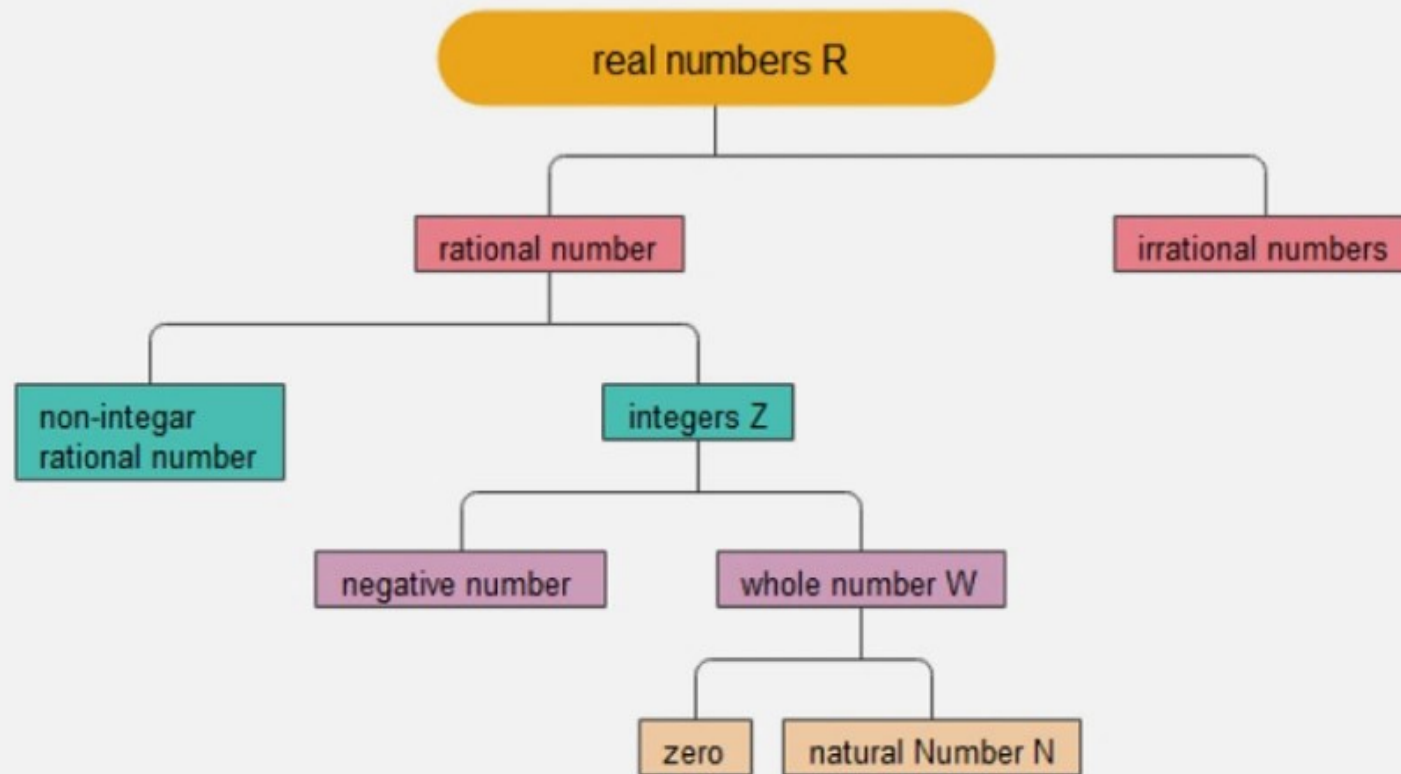 real numbers R
rational number
irrational numbers
non-integar
rational number
integers Z
negative number
whole number W
zero
natural Number N